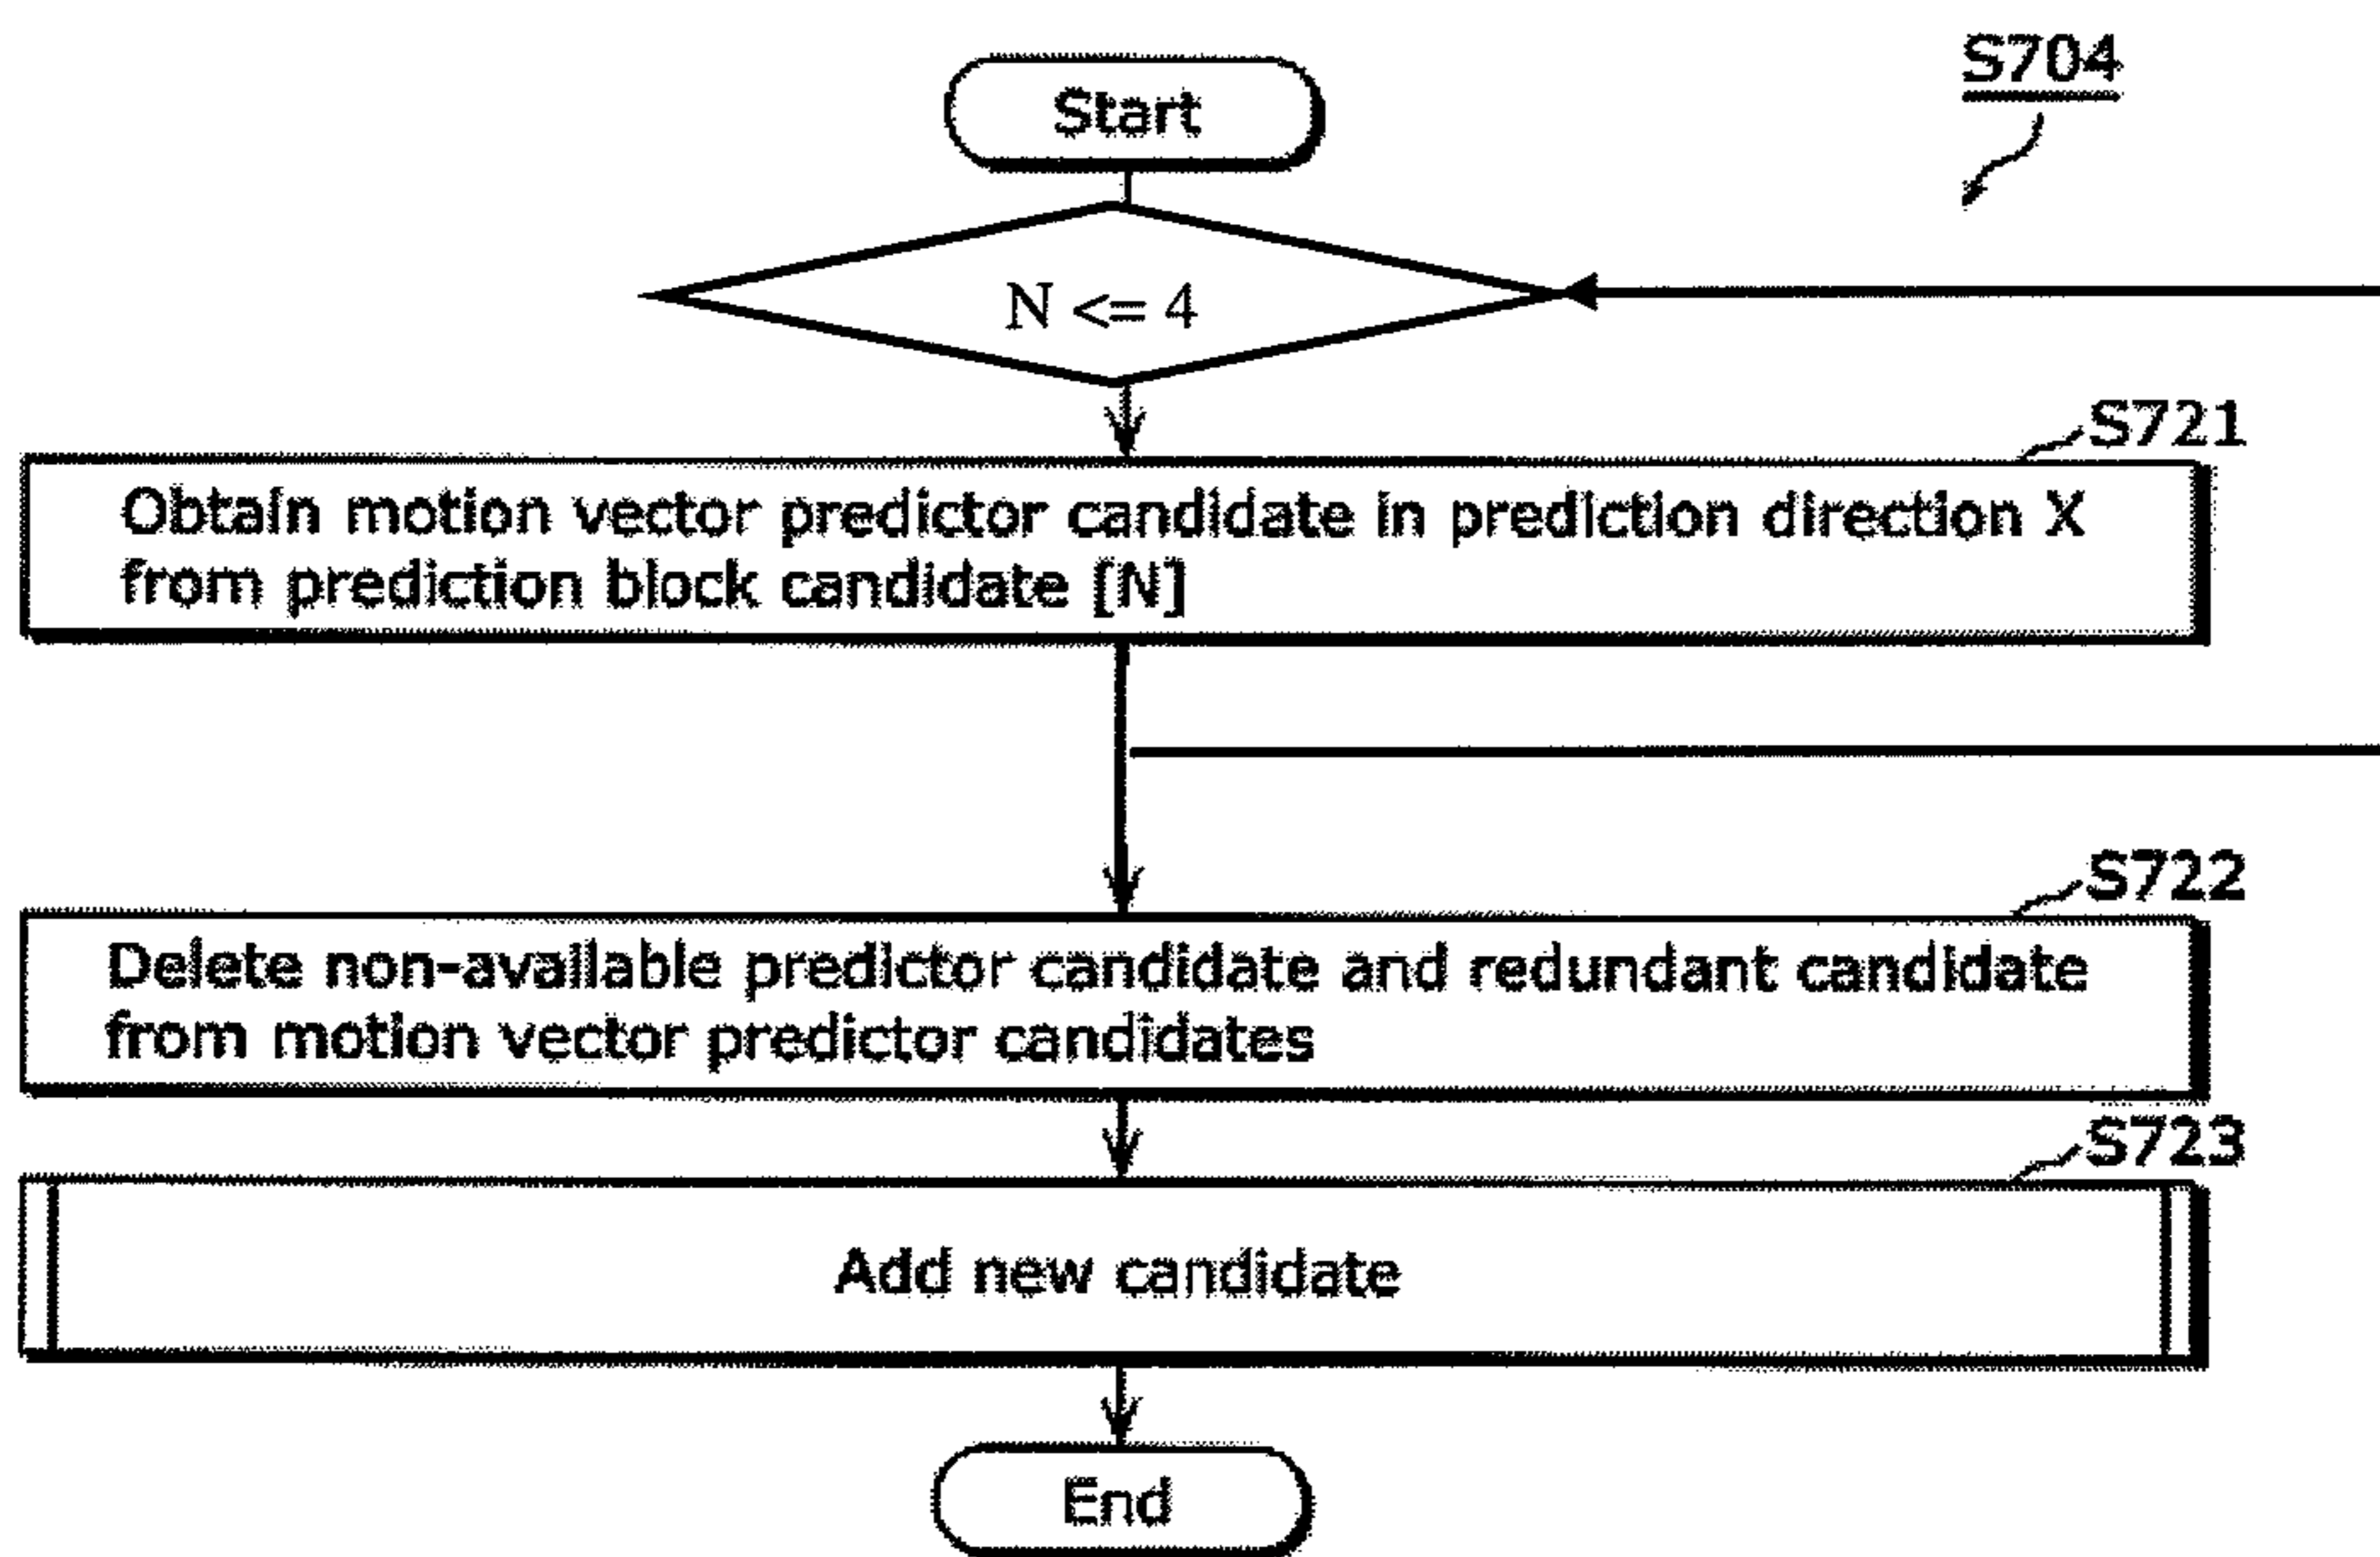 S704
Start
N <= 4
S721
Obtain motion vector predictor candidate in prediction direction X
from prediction block candidate [N]
S722
Delete non-available predictor candidate and redundant candidate
from motion vector predictor candidates
S723
Add new candidate
End